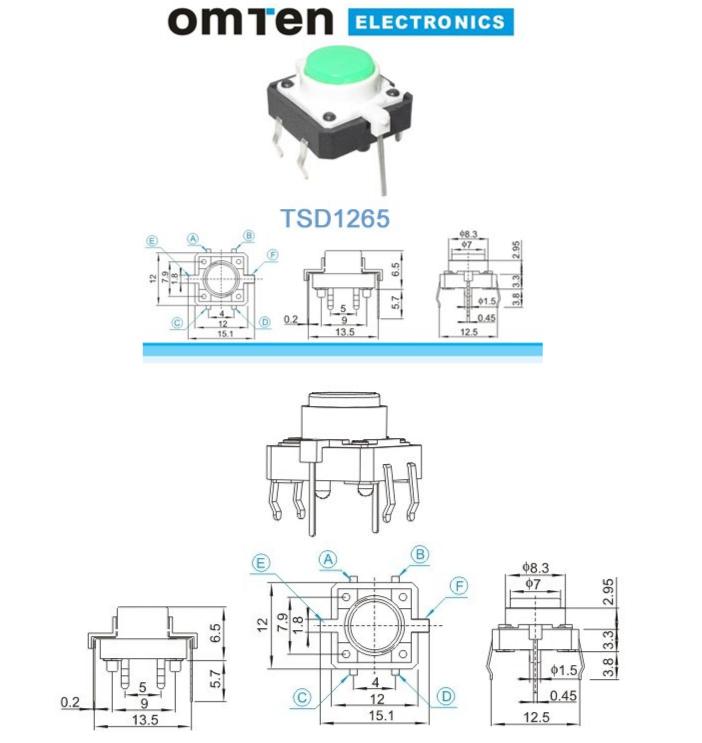 omTen ELECTRONICS
TSD1265
E A B F
12 7.9 1.8
C 4 D
12
15.1
6.5
5.7
0.2 5
9
13.5
ϕ8.3
ϕ7
2.95
3.3
3.8
ϕ1.5
0.45
12.5
E A B F
12 7.9 1.8
C 4 D
12
15.1
6.5
5.7
0.2 5
9
13.5
ϕ8.3
ϕ7
2.95
3.3
3.8
ϕ1.5
0.45
12.5